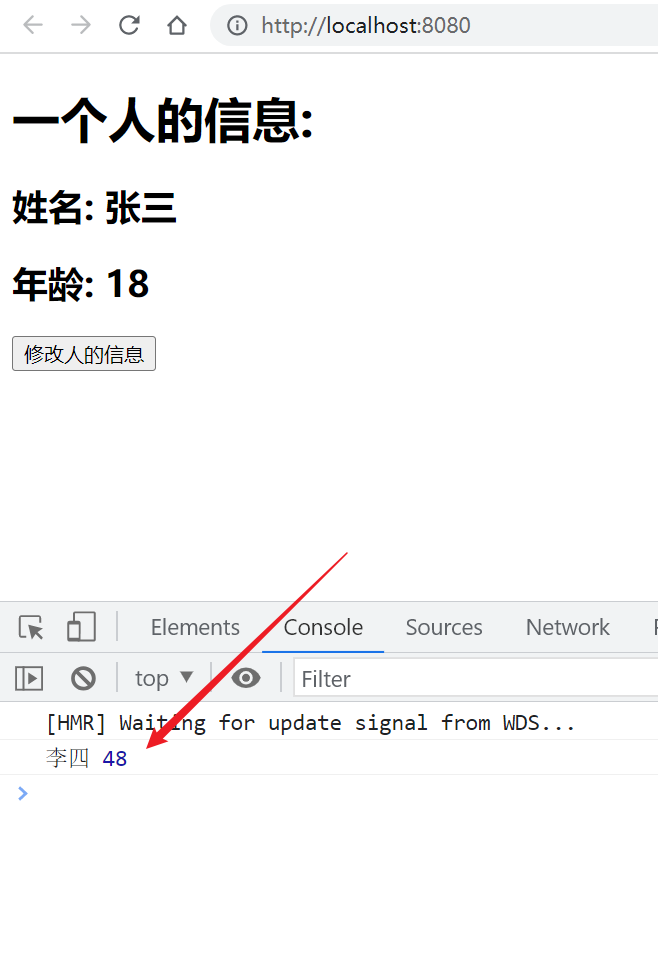 http://localhost:8080
一个人的信息:
姓名: 张三
年龄: 18
修改人的信息
Elements Console Sources Network
top Filter
[HMR] Waiting for update signal from WDS...
李四 48